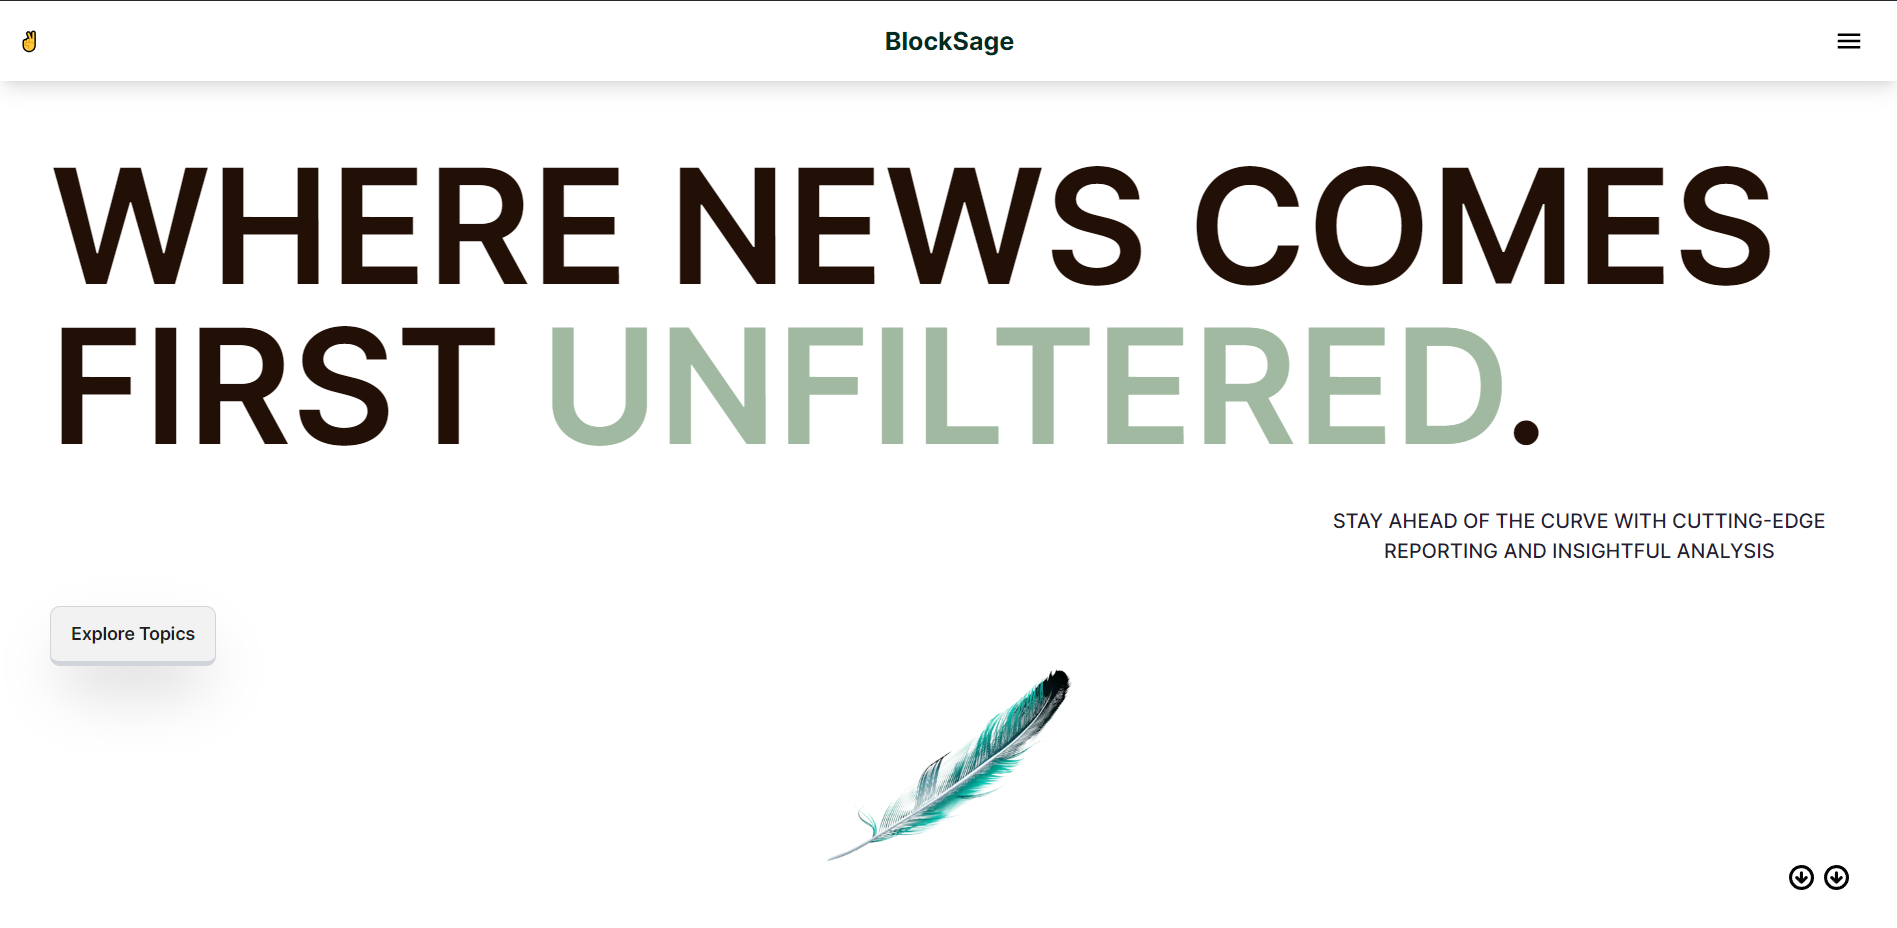 BlockSage
WHERE NEWS COMES
FIRST UNFILTERED.
STAY AHEAD OF THE CURVE WITH CUTTING-EDGE
REPORTING AND INSIGHTFUL ANALYSIS
Explore Topics